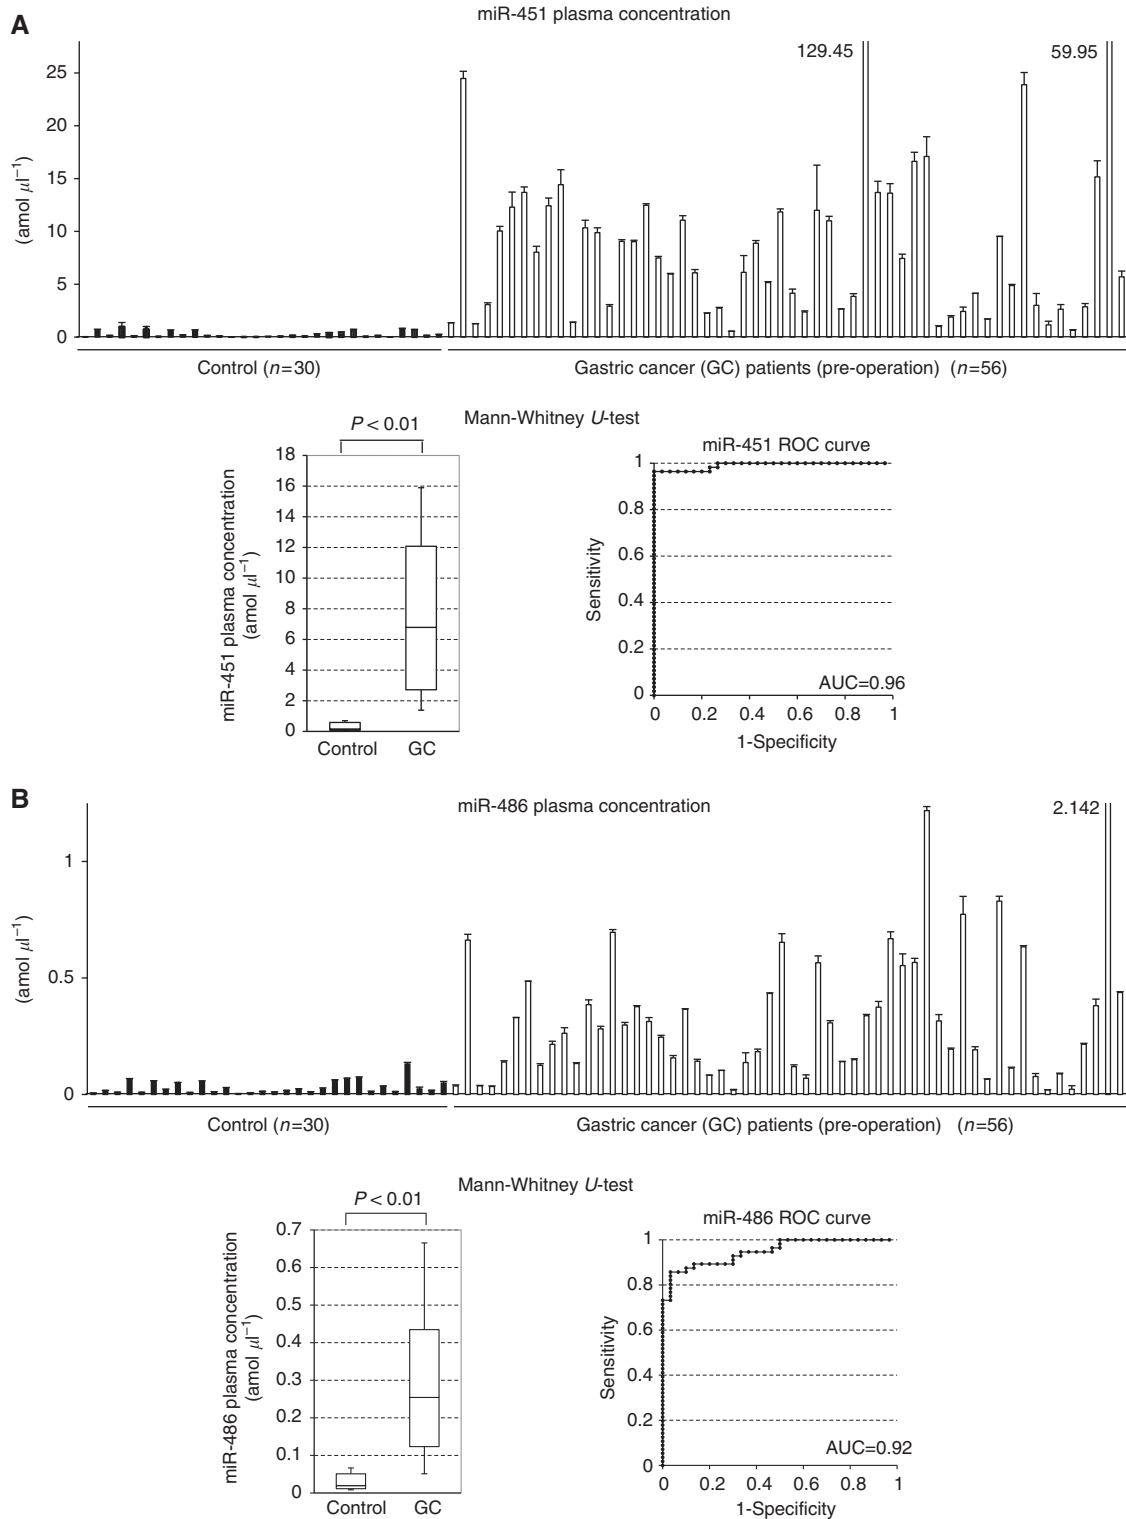 A
miR-451 plasma concentration
129.45
59.95
25
20
15
10
5
0
(amol μl⁻¹)
Control (n=30)
Gastric cancer (GC) patients (pre-operation) (n=56)
Mann-Whitney U-test
P < 0.01
18
16
14
12
10
8
6
4
2
0
miR-451 plasma concentration
(amol μl⁻¹)
Control GC
miR-451 ROC curve
1
0.8
0.6
0.4
0.2
0
Sensitivity
AUC=0.96
0 0.2 0.4 0.6 0.8 1
1-Specificity
B
miR-486 plasma concentration
2.142
1
0.5
0
(amol μl⁻¹)
Control (n=30)
Gastric cancer (GC) patients (pre-operation) (n=56)
Mann-Whitney U-test
P < 0.01
0.7
0.6
0.5
0.4
0.3
0.2
0.1
0
miR-486 plasma concentration
(amol μl⁻¹)
Control GC
miR-486 ROC curve
1
0.8
0.6
0.4
0.2
0
Sensitivity
AUC=0.92
0 0.2 0.4 0.6 0.8 1
1-Specificity